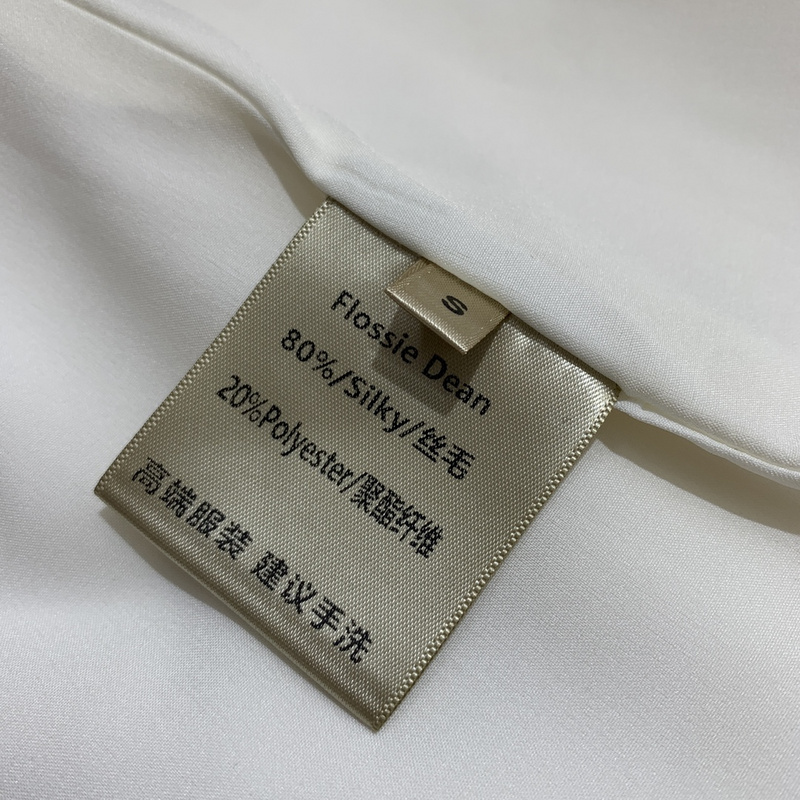 S
Flossie Dean
80%/Silky/丝毛
20%Polyester/聚酯纤维
高端服装 建议手洗